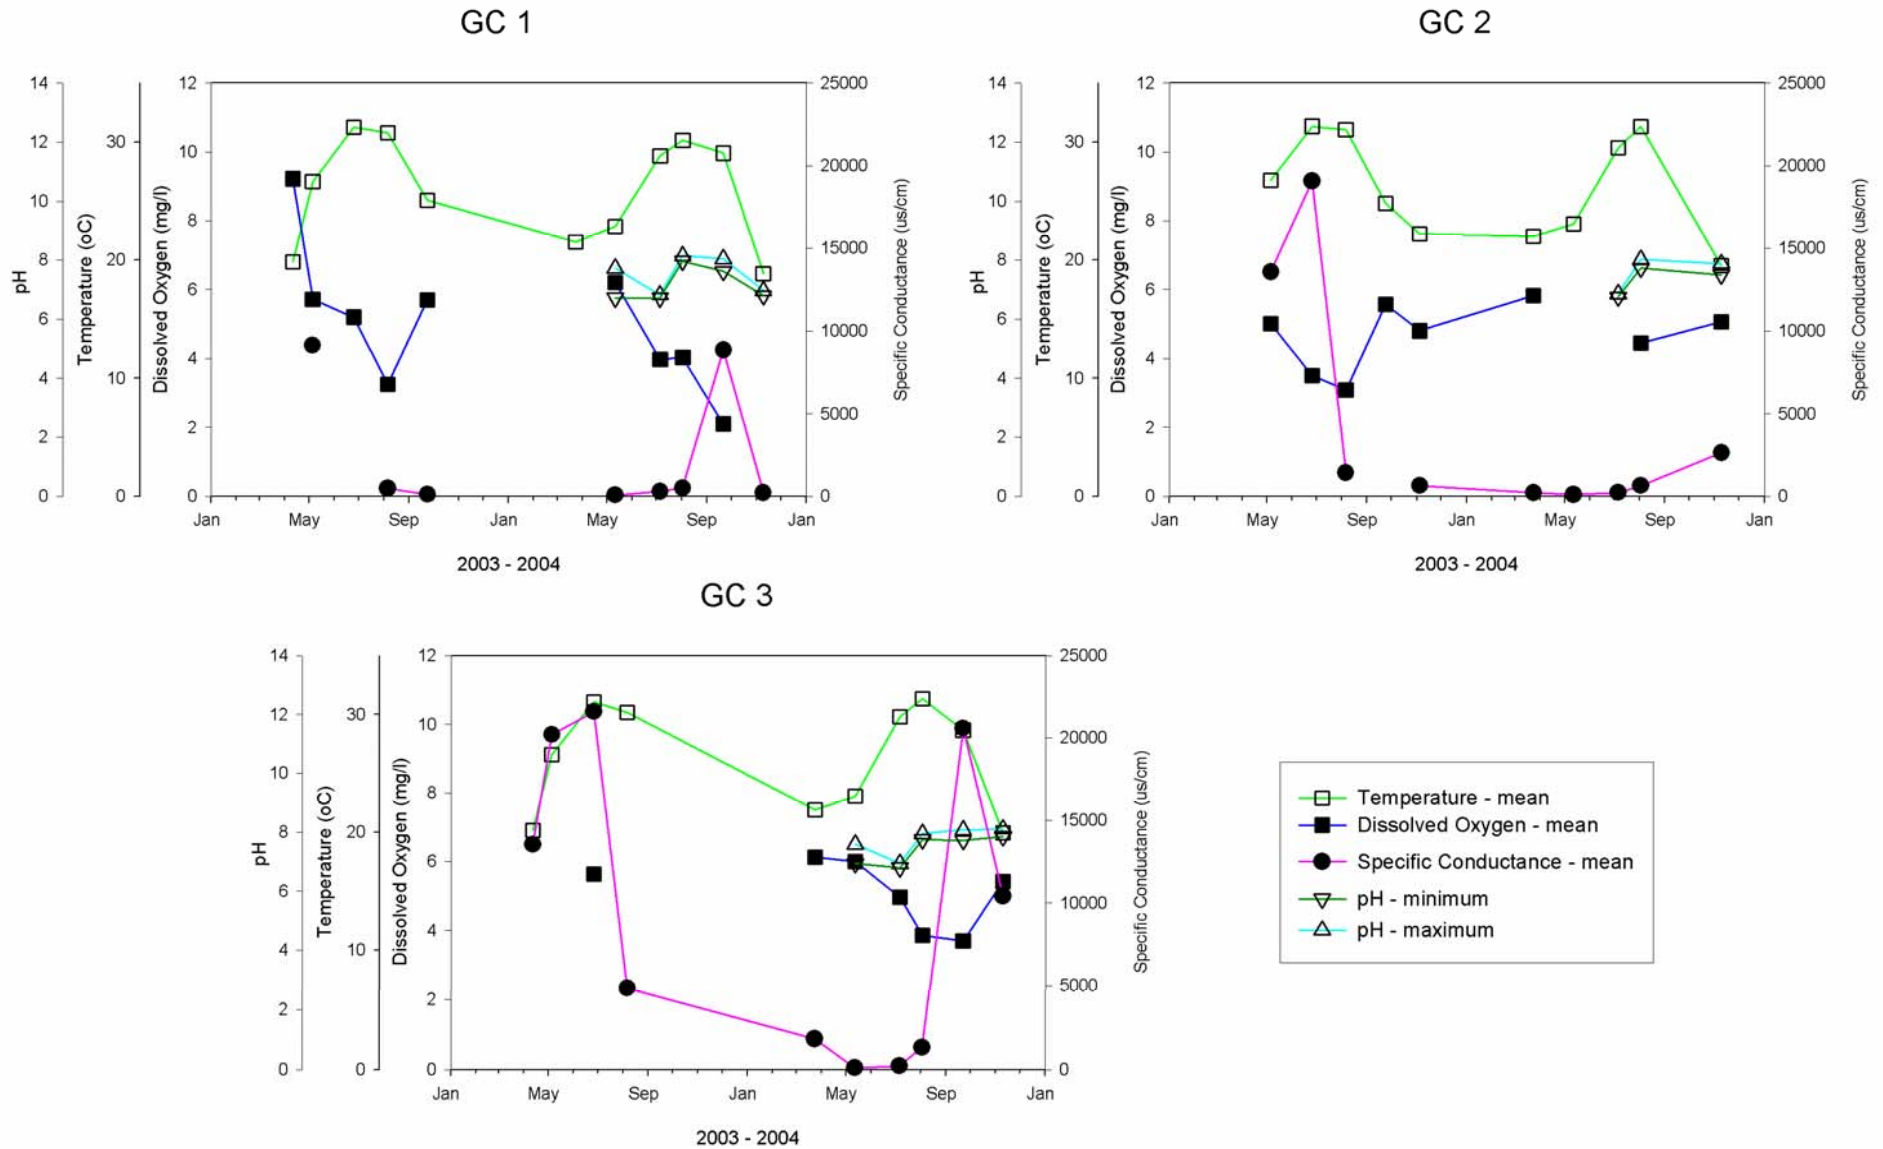 GC 1
14
12
10
8
6
4
2
0
pH
30
20
10
0
Temperature (oC)
12
10
8
6
4
2
0
Dissolved Oxygen (mg/l)
25000
20000
15000
10000
5000
0
Specific Conductance (us/cm)
Jan May Sep Jan May Sep Jan
2003 - 2004
GC 2
14
12
10
8
6
4
2
0
pH
30
20
10
0
Temperature (oC)
12
10
8
6
4
2
0
Dissolved Oxygen (mg/l)
25000
20000
15000
10000
5000
0
Specific Conductance (us/cm)
Jan May Sep Jan May Sep Jan
2003 - 2004
GC 3
14
12
10
8
6
4
2
0
pH
30
20
10
0
Temperature (oC)
12
10
8
6
4
2
0
Dissolved Oxygen (mg/l)
25000
20000
15000
10000
5000
0
Specific Conductance (us/cm)
Jan May Sep Jan May Sep Jan
2003 - 2004
Temperature - mean
Dissolved Oxygen - mean
Specific Conductance - mean
pH - minimum
pH - maximum